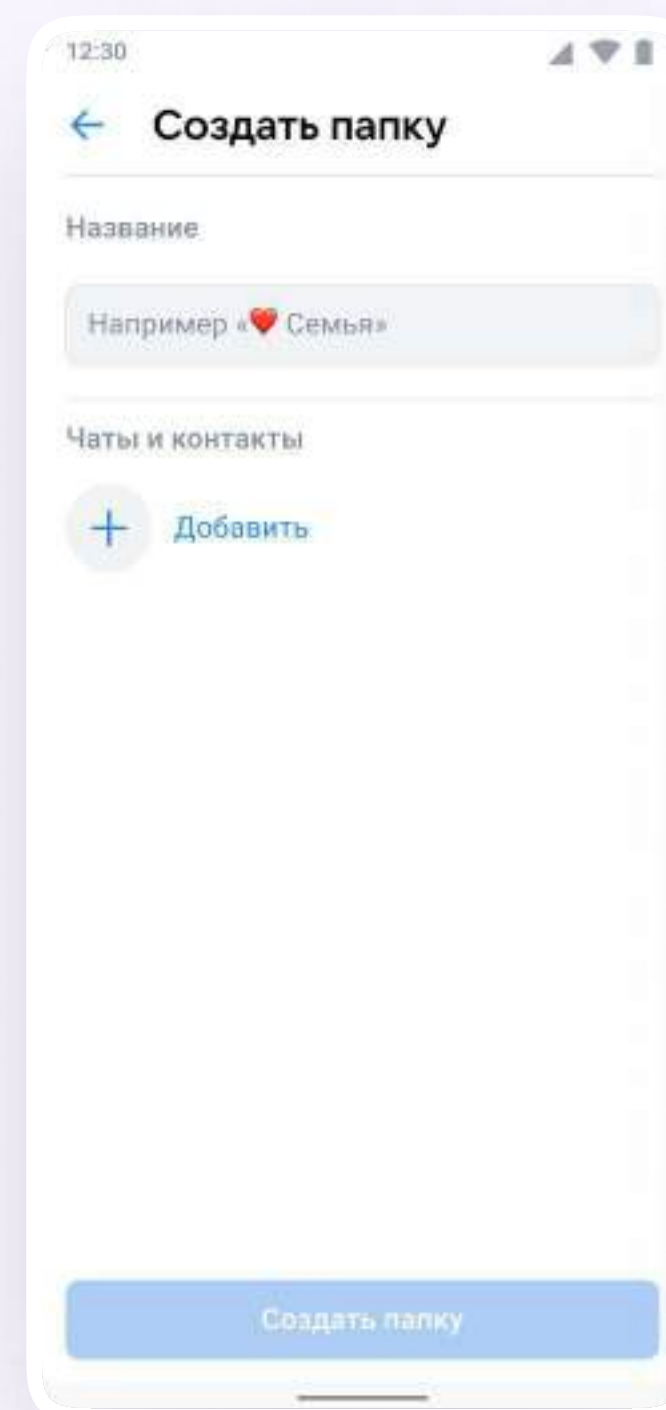 12:30
Создать папку
Название
Например «❤️ Семья»
Чаты и контакты
Добавить
Создать папку